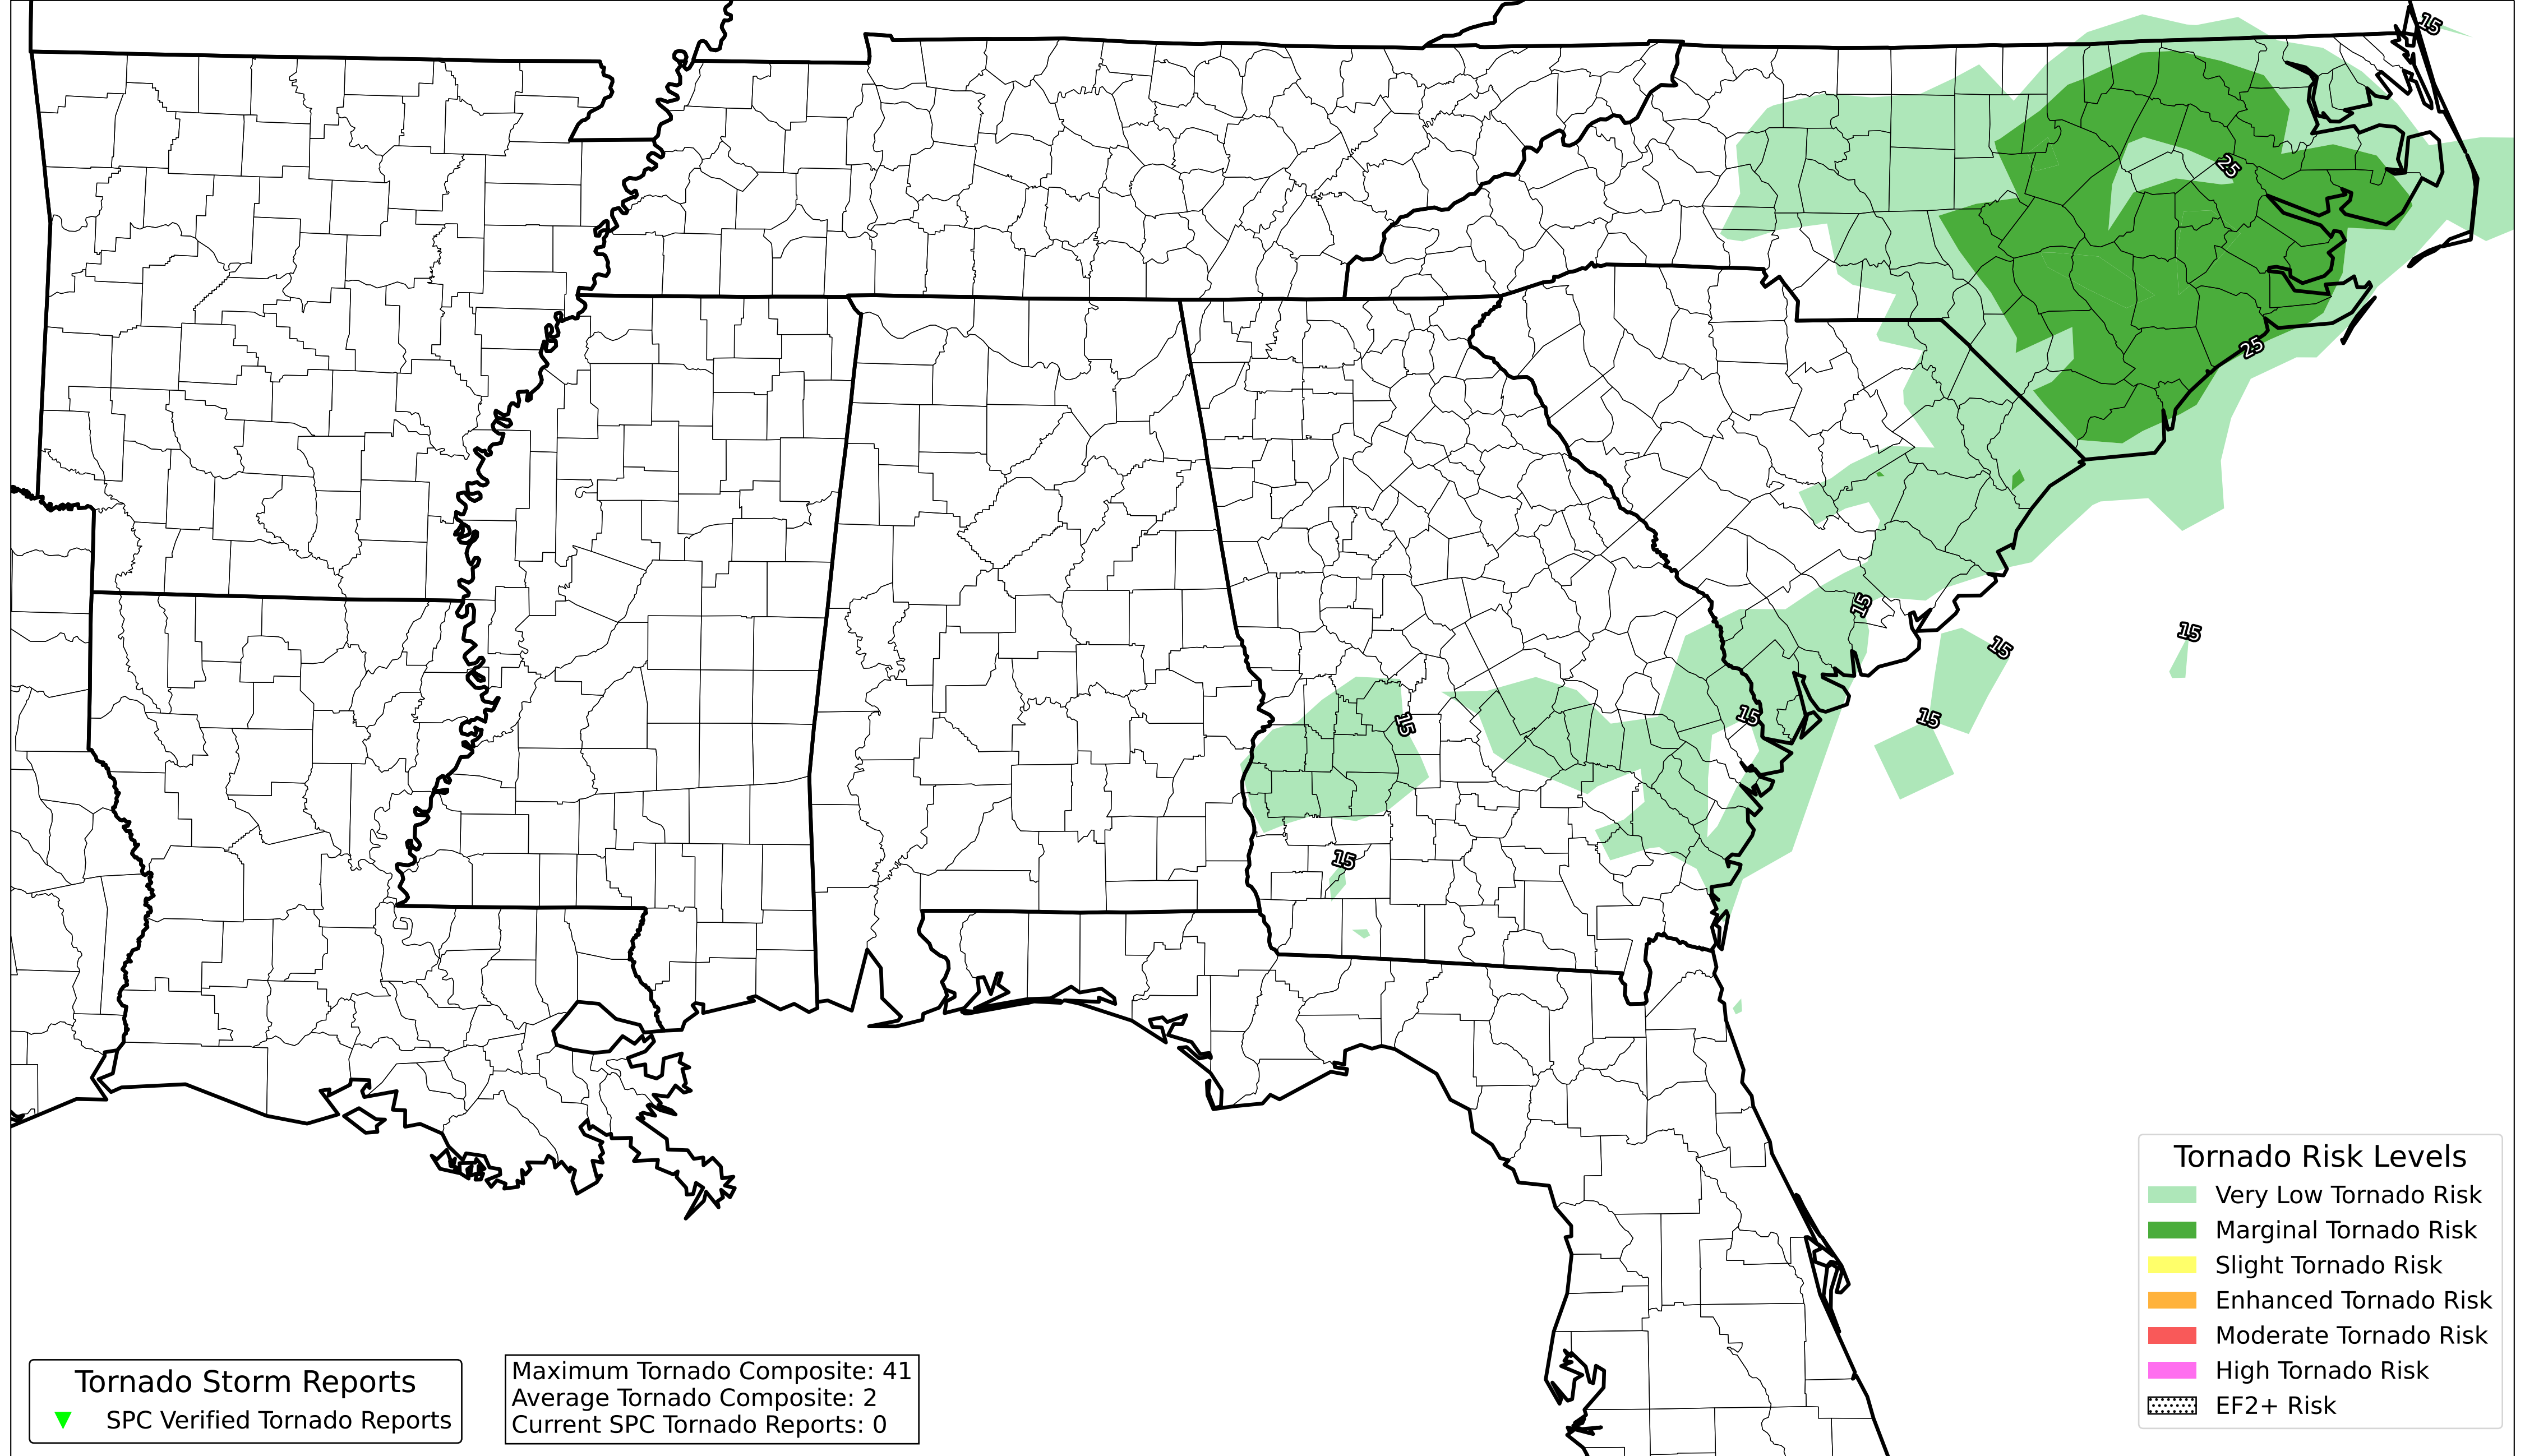 15
25
25
15
15
15
15
15
15
15
Tornado Risk Levels
Very Low Tornado Risk
Marginal Tornado Risk
Slight Tornado Risk
Enhanced Tornado Risk
Moderate Tornado Risk
High Tornado Risk
EF2+ Risk
Tornado Storm Reports
SPC Verified Tornado Reports
Maximum Tornado Composite: 41
Average Tornado Composite: 2
Current SPC Tornado Reports: 0